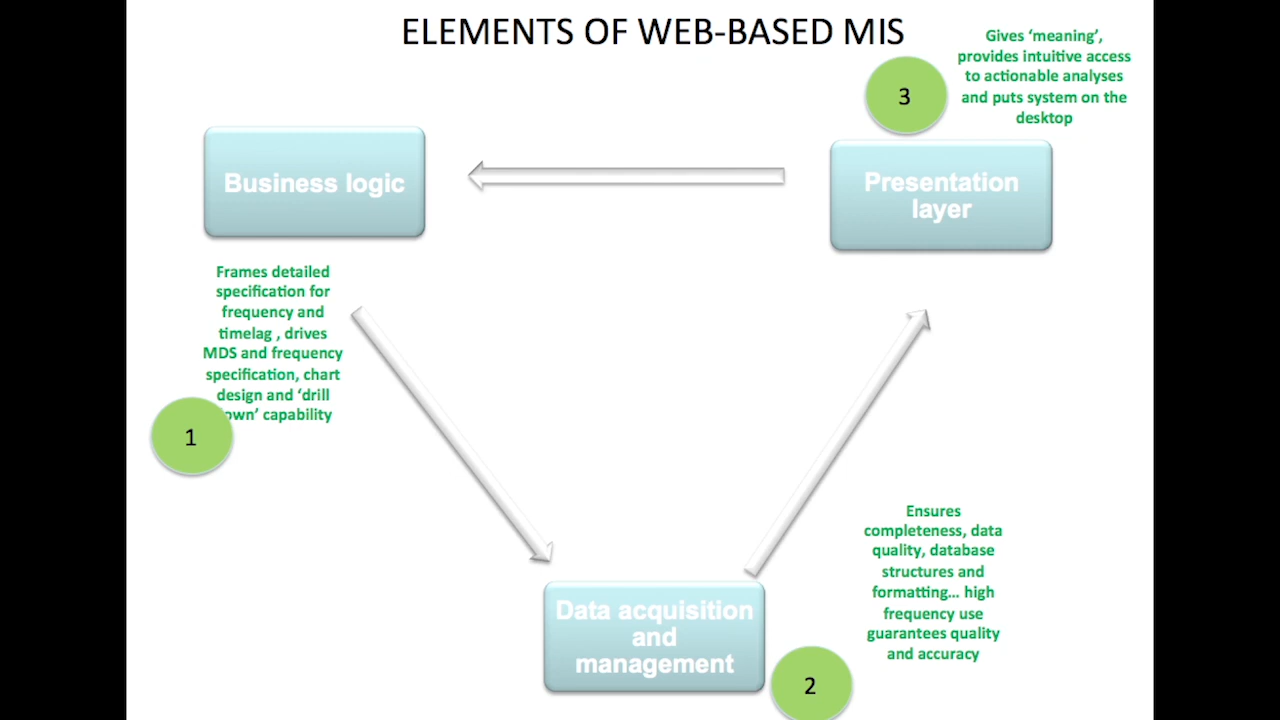 ELEMENTS OF WEB-BASED MIS
Gives ‘meaning’,
provides intuitive access
to actionable analyses
and puts system on the
desktop
3
Business logic
Presentation
layer
Frames detailed
specification for
frequency and
timelag , drives
MDS and frequency
specification, chart
design and ‘drill
own’ capability
1
Ensures
completeness, data
quality, database
structures and
formatting... high
frequency use
guarantees quality
and accuracy
Data acquisition
and
management
2